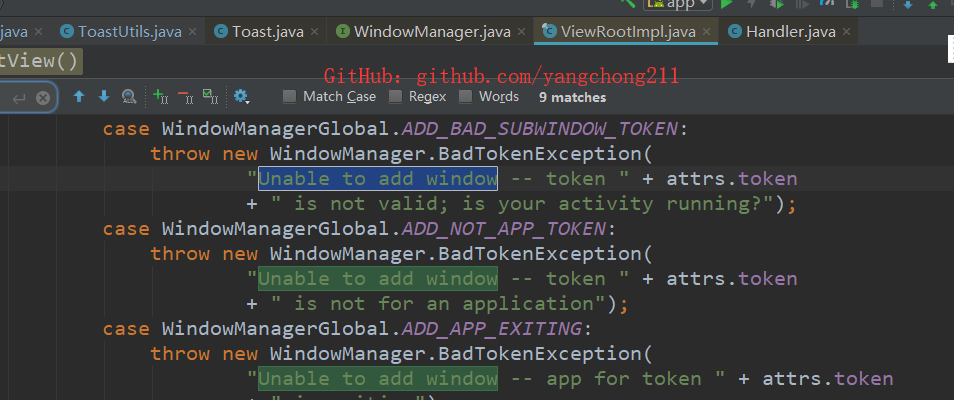 app
java ToastUtils.java Toast.java WindowManager.java ViewRootImpl.java Handler.java
tView()
GitHub: github.com/yangchong211
Match Case Regex Words 9 matches
case WindowManagerGlobal.ADD_BAD_SUBWINDOW_TOKEN:
throw new WindowManager.BadTokenException(
"Unable to add window -- token " + attrs.token
+ " is not valid; is your activity running?");
case WindowManagerGlobal.ADD_NOT_APP_TOKEN:
throw new WindowManager.BadTokenException(
"Unable to add window -- token " + attrs.token
+ " is not for an application");
case WindowManagerGlobal.ADD_APP_EXITING:
throw new WindowManager.BadTokenException(
"Unable to add window -- app for token " + attrs.token